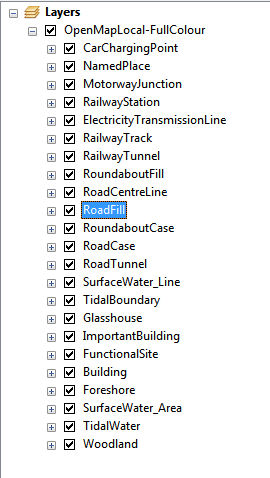 Layers
OpenMapLocal-FullColour
CarChargingPoint
NamedPlace
MotorwayJunction
RailwayStation
ElectricityTransmissionLine
RailwayTrack
RailwayTunnel
RoundaboutFill
RoadCentreLine
RoadFill
RoundaboutCase
RoadCase
RoadTunnel
SurfaceWater_Line
TidalBoundary
Glasshouse
ImportantBuilding
FunctionalSite
Building
Foreshore
SurfaceWater_Area
TidalWater
Woodland